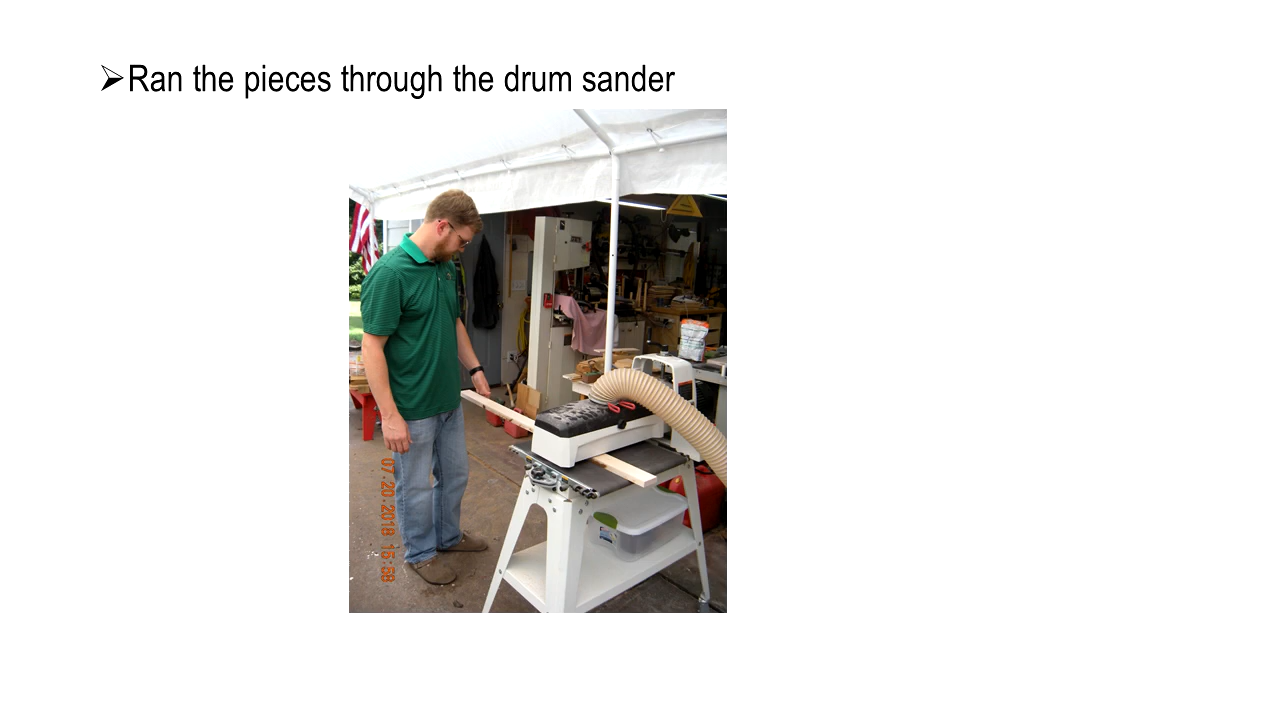 ➢Ran the pieces through the drum sander
07.20.2018 15:58